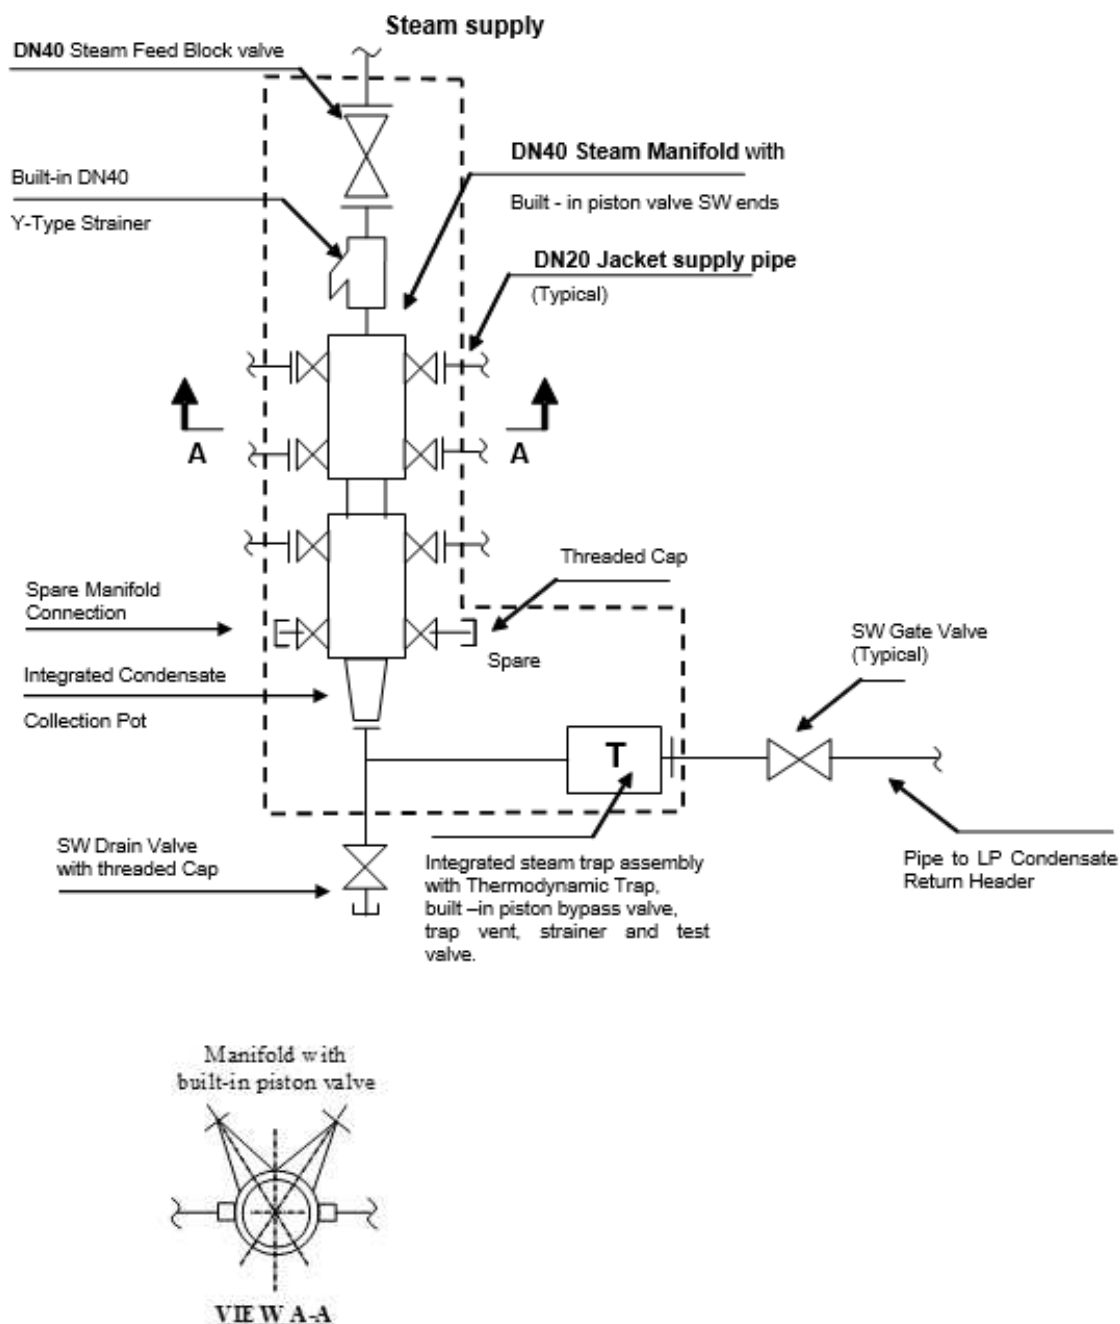 Steam supply
DN40 Steam Feed Block valve
DN40 Steam Manifold with
Built - in piston valve SW ends
Built-in DN40
Y-Type Strainer
DN20 Jacket supply pipe
(Typical)
A
A
Threaded Cap
Spare Manifold
Connection
SW Gate Valve
(Typical)
Spare
Integrated Condensate
Collection Pot
T
SW Drain Valve
with threaded Cap
Integrated steam trap assembly
with Thermodynamic Trap,
built –in piston bypass valve,
trap vent, strainer and test
valve.
Pipe to LP Condensate
Return Header
Manifold with
built-in piston valve
VIEW A-A